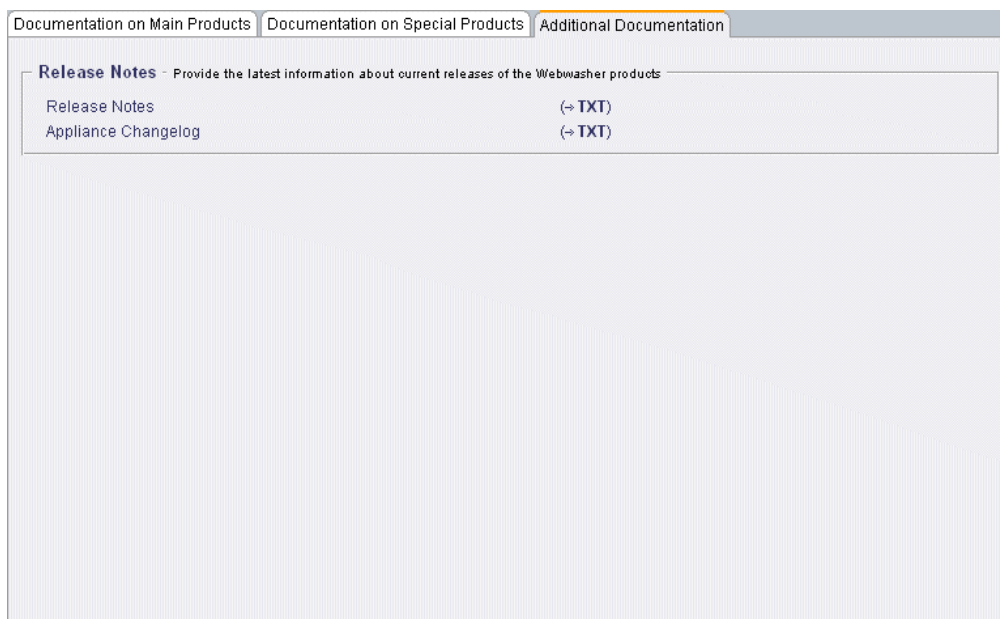 Documentation on Main Products Documentation on Special Products Additional Documentation
Release Notes - Provide the latest information about current releases of the Webwasher products
Release Notes (→ TXT)
Appliance Changelog (→ TXT)